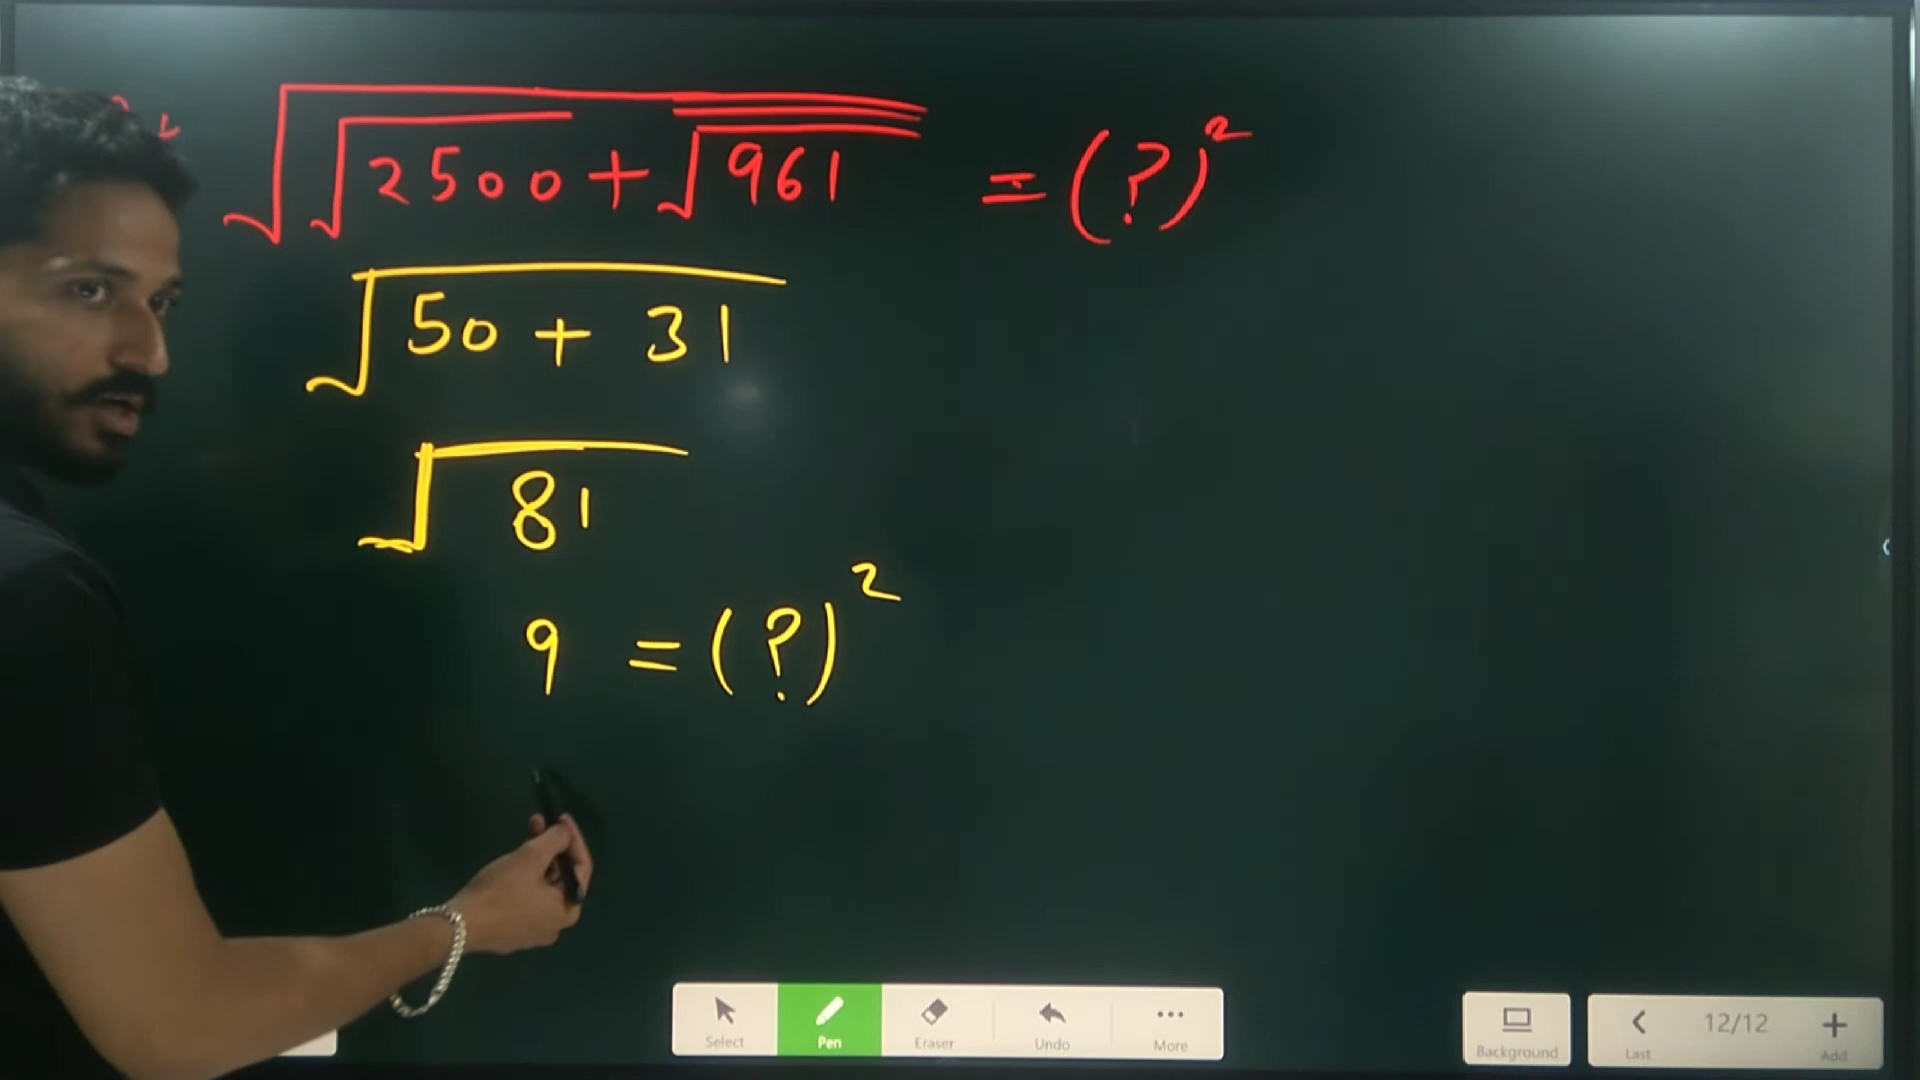 √√2500 + √961 = (?)²
√50 + 31
√81
9 = (?)²
Select Pen Eraser Undo More Background Last 12/12 Add